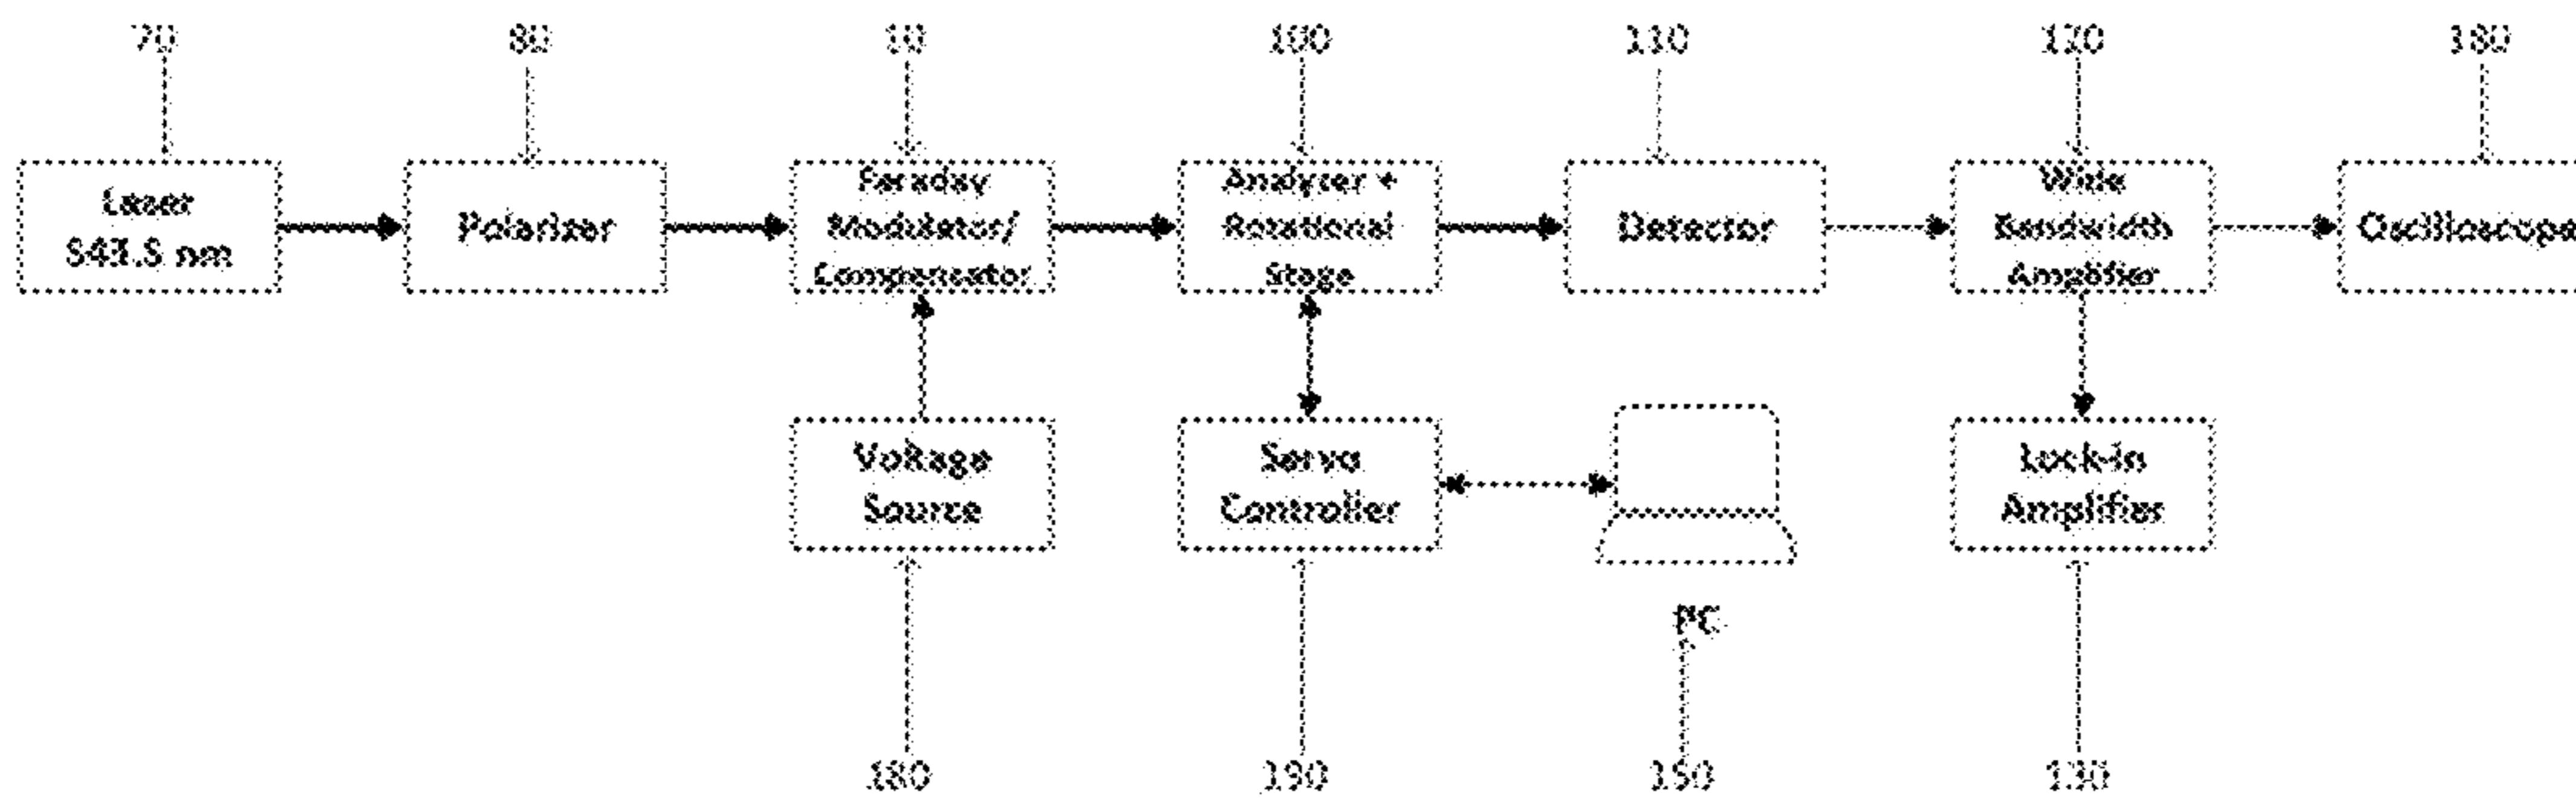 70
80
10
100
110
120
Laser
543.5 nm
Polarizer
Faraday
Modulator/
Compensator
Analyzer +
Rotational
Stage
Detector
Wide
Bandwidth
Amplifier
Oscilloscope
Voltage
Source
Servo
Controller
Lock-in
Amplifier
PC
180
190
150
130